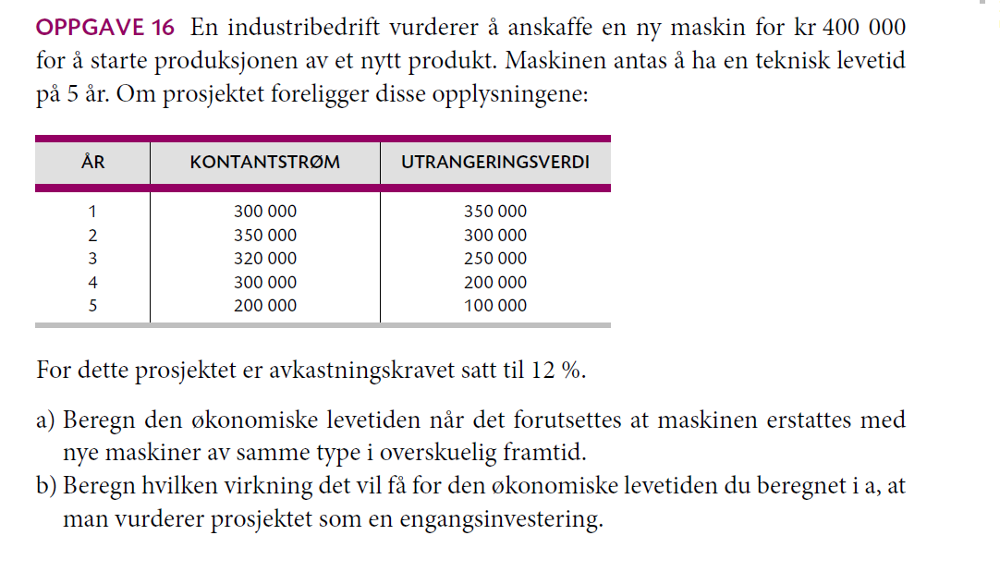 OPPGAVE 16 En industribedrift vurderer å anskaffe en ny maskin for kr 400 000
for å starte produksjonen av et nytt produkt. Maskinen antas å ha en teknisk levetid
på 5 år. Om prosjektet foreligger disse opplysningene:
ÅR KONTANTSTRØM UTRANGERINGSVERDI
1 300 000 350 000
2 350 000 300 000
3 320 000 250 000
4 300 000 200 000
5 200 000 100 000
For dette prosjektet er avkastningskravet satt til 12 %.
a) Beregn den økonomiske levetiden når det forutsettes at maskinen erstattes med
nye maskiner av samme type i overskuelig framtid.
b) Beregn hvilken virkning det vil få for den økonomiske levetiden du beregnet i a, at
man vurderer prosjektet som en engangsinvestering.